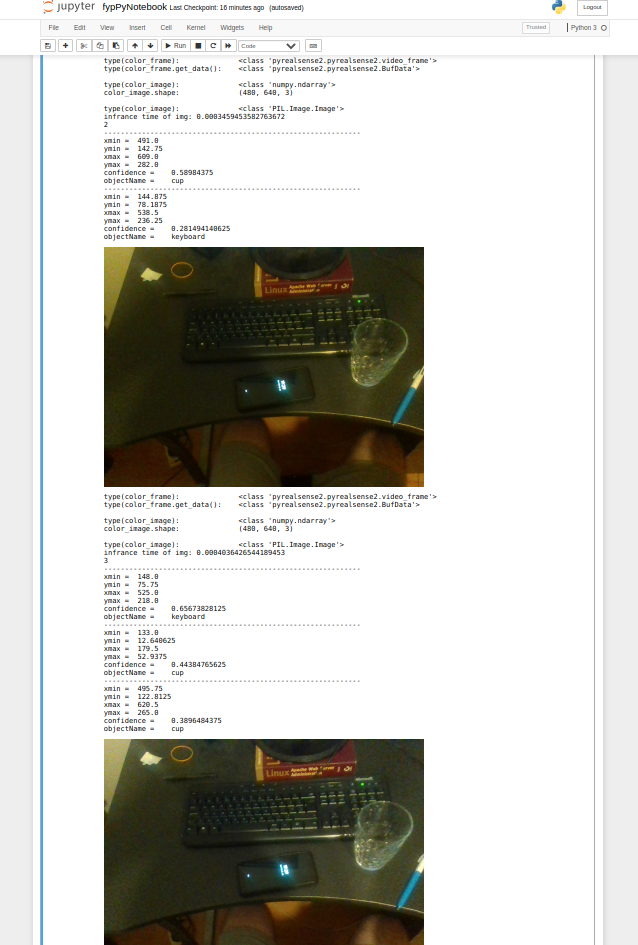 jupyter fypPyNotebook Last Checkpoint: 16 minutes ago (autosaved) Logout
File Edit View Insert Cell Kernel Widgets Help Trusted Python 3
Run Code
type(color_frame): <class 'pyrealsense2.pyrealsense2.video_frame'>
type(color_frame.get_data(): <class 'pyrealsense2.pyrealsense2.BufData'>
type(color_image): <class 'numpy.ndarray'>
color_image.shape: (480, 640, 3)
type(color_image): <class 'PIL.Image.Image'>
infrance time of img: 0.0003459453582763672
2
------------------------------------------------------------
xmin = 491.0
ymin = 142.75
xmax = 609.0
ymax = 282.0
confidence = 0.58984375
objectName = cup
------------------------------------------------------------
xmin = 144.875
ymin = 78.1875
xmax = 538.5
ymax = 236.25
confidence = 0.281494140625
objectName = keyboard
Linux Apache Web Server
Administration
type(color_frame): <class 'pyrealsense2.pyrealsense2.video_frame'>
type(color_frame.get_data(): <class 'pyrealsense2.pyrealsense2.BufData'>
type(color_image): <class 'numpy.ndarray'>
color_image.shape: (480, 640, 3)
type(color_image): <class 'PIL.Image.Image'>
infrance time of img: 0.0004036426544189453
3
------------------------------------------------------------
xmin = 148.0
ymin = 75.75
xmax = 525.0
ymax = 218.0
confidence = 0.65673828125
objectName = keyboard
------------------------------------------------------------
xmin = 133.0
ymin = 12.640625
xmax = 179.5
ymax = 52.9375
confidence = 0.44384765625
objectName = cup
------------------------------------------------------------
xmin = 495.75
ymin = 122.8125
xmax = 620.5
ymax = 265.0
confidence = 0.3896484375
objectName = cup
Linux Apache Web Server
Administration